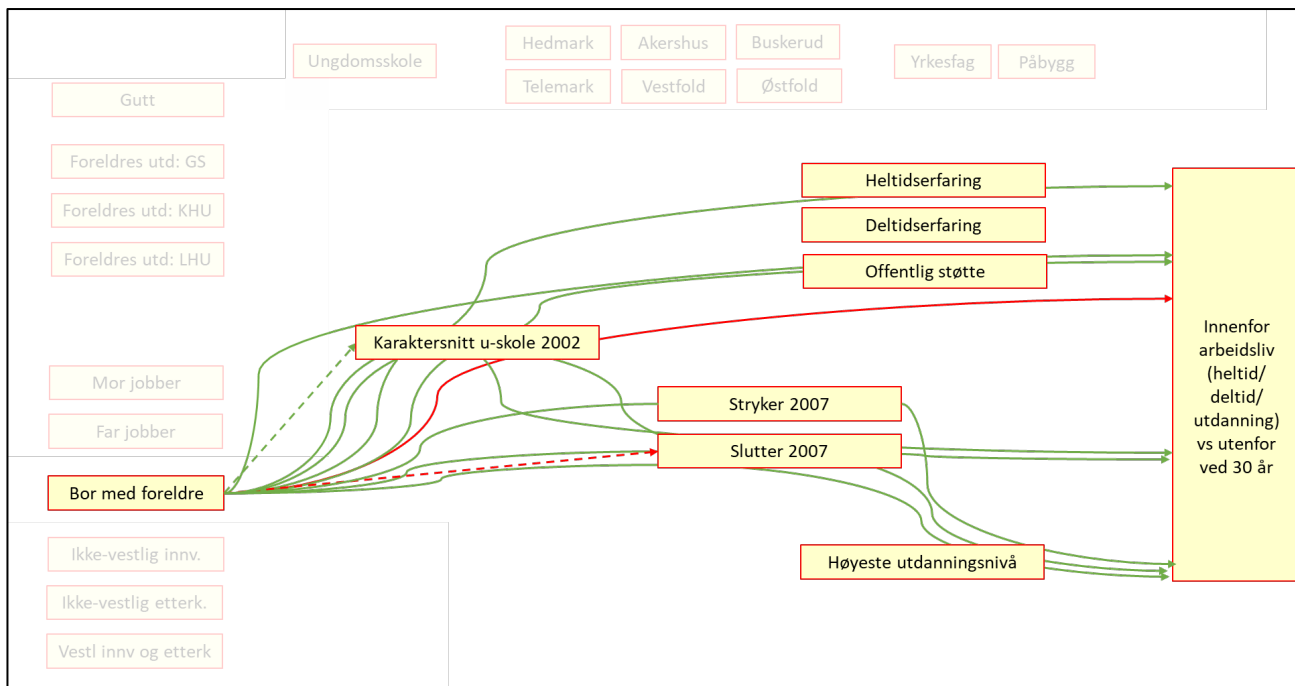 Ungdomsskole
Hedmark
Akershus
Buskerud
Telemark
Vestfold
Østfold
Yrkesfag
Påbygg
Gutt
Foreldres utd: GS
Foreldres utd: KHU
Foreldres utd: LHU
Mor jobber
Far jobber
Bor med foreldre
Ikke-vestlig innv.
Ikke-vestlig etterk.
Vestl innv og etterk
Karaktersnitt u-skole 2002
Stryker 2007
Slutter 2007
Heltidserfaring
Deltidserfaring
Offentlig støtte
Høyeste utdanningsnivå
Innenfor
arbeidsliv
(heltid/
deltid/
utdanning)
vs utenfor
ved 30 år